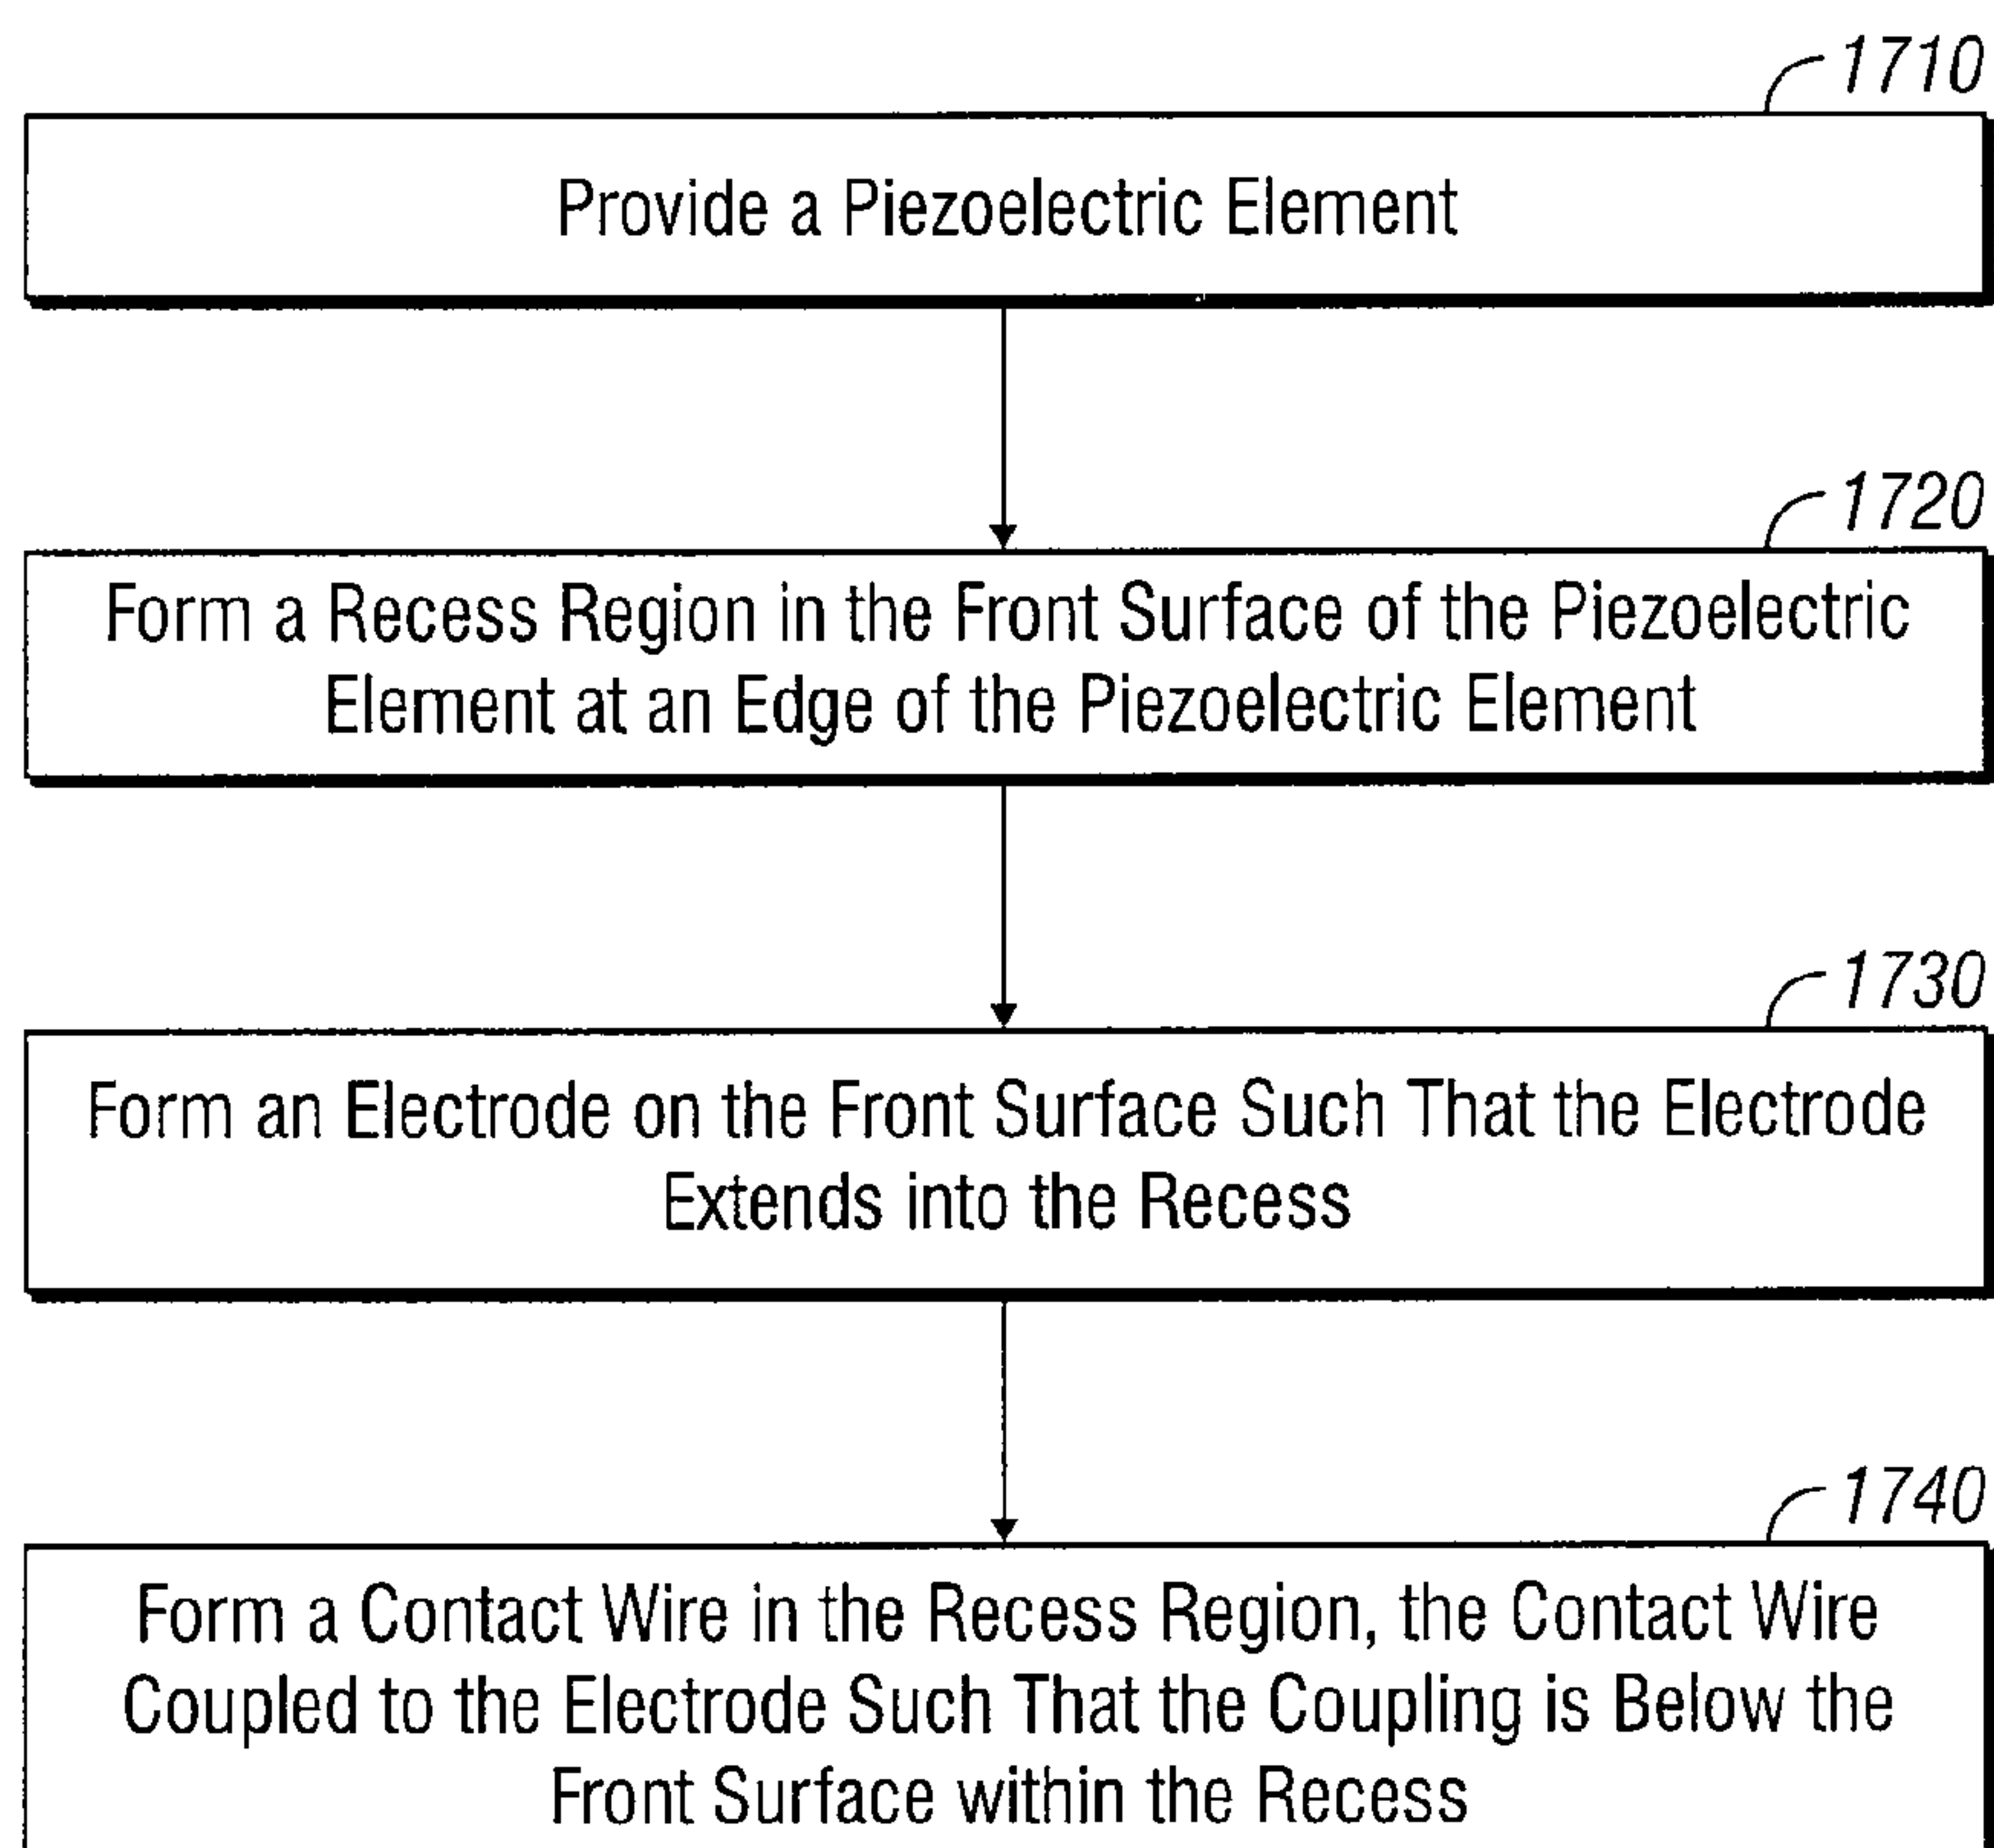 1710
Provide a Piezoelectric Element
1720
Form a Recess Region in the Front Surface of the Piezoelectric
Element at an Edge of the Piezoelectric Element
1730
Form an Electrode on the Front Surface Such That the Electrode
Extends into the Recess
1740
Form a Contact Wire in the Recess Region, the Contact Wire
Coupled to the Electrode Such That the Coupling is Below the
Front Surface within the Recess